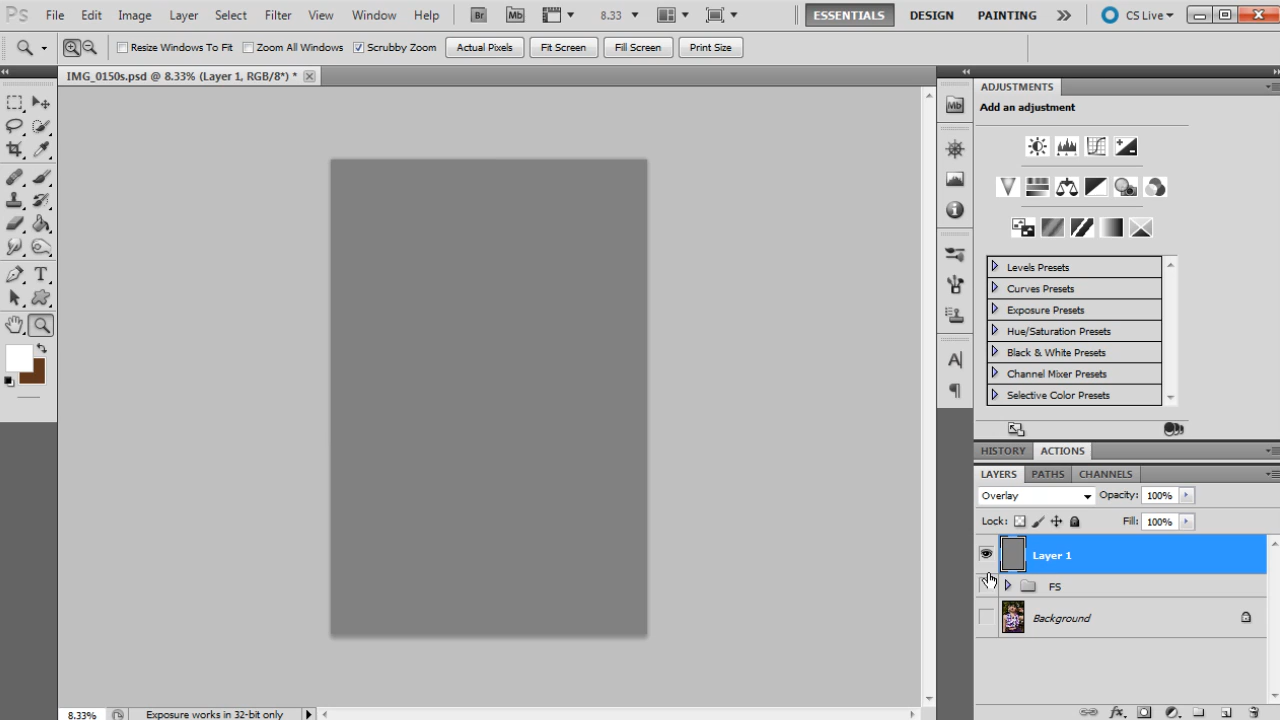 Ps File Edit Image Layer Select Filter View Window Help Br Mb 8.33 ESSENTIALS DESIGN PAINTING CS Live
Resize Windows To Fit Zoom All Windows Scrubby Zoom Actual Pixels Fit Screen Fill Screen Print Size
IMG_0150s.psd @ 8.33% (Layer 1, RGB/8*) *
ADJUSTMENTS
Mb
Add an adjustment
Levels Presets
Curves Presets
Exposure Presets
Hue/Saturation Presets
Black & White Presets
Channel Mixer Presets
Selective Color Presets
HISTORY ACTIONS
LAYERS PATHS CHANNELS
Overlay Opacity: 100%
Lock: Fill: 100%
Layer 1
FS
Background
8.33% Exposure works in 32-bit only